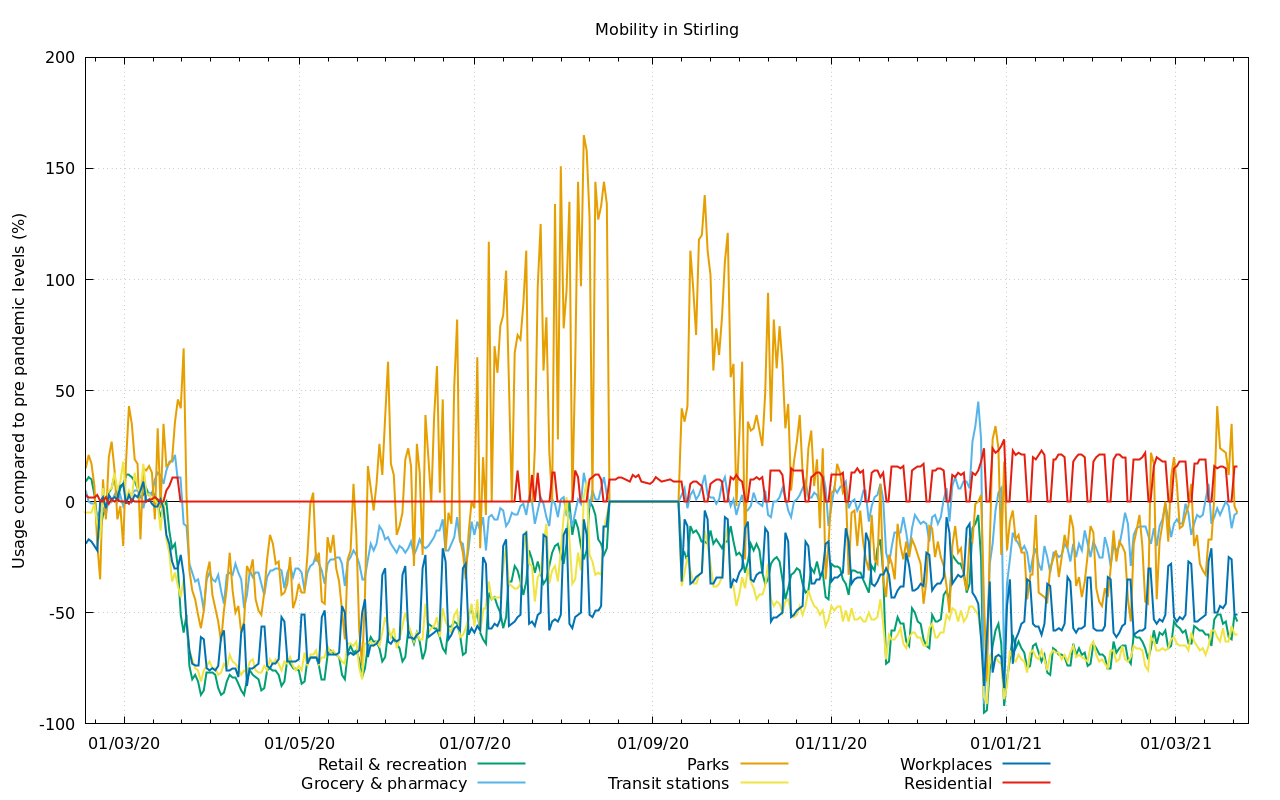 Mobility in Stirling
Usage compared to pre pandemic levels (%)
200
150
100
50
0
-50
-100
01/03/20 01/05/20 01/07/20 01/09/20 01/11/20 01/01/21 01/03/21
Retail & recreation Parks Workplaces
Grocery & pharmacy Transit stations Residential